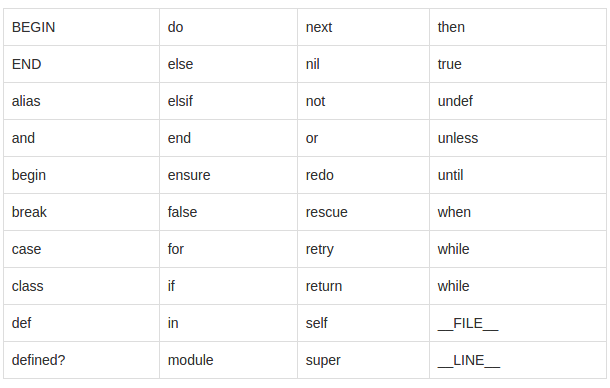 BEGIN do next then
END else nil true
alias elsif not undef
and end or unless
begin ensure redo until
break false rescue when
case for retry while
class if return while
def in self __FILE__
defined? module super __LINE__